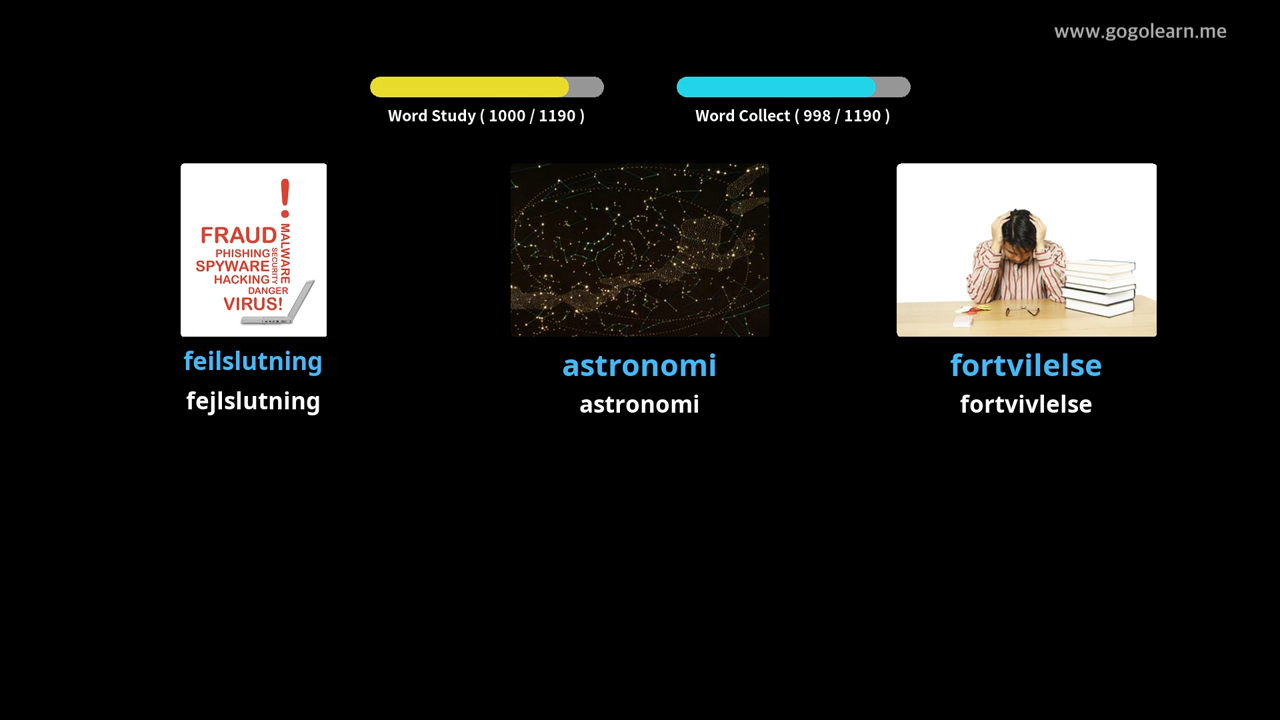 www.gogolearn.me
Word Study ( 1000 / 1190 )
Word Collect ( 998 / 1190 )
!
FRAUD
MALWARE
PHISHING
SECURITY
SPYWARE
HACKING
DANGER
VIRUS!
feilslutning
astronomi
fortvilelse
fejlslutning
astronomi
fortvivlelse